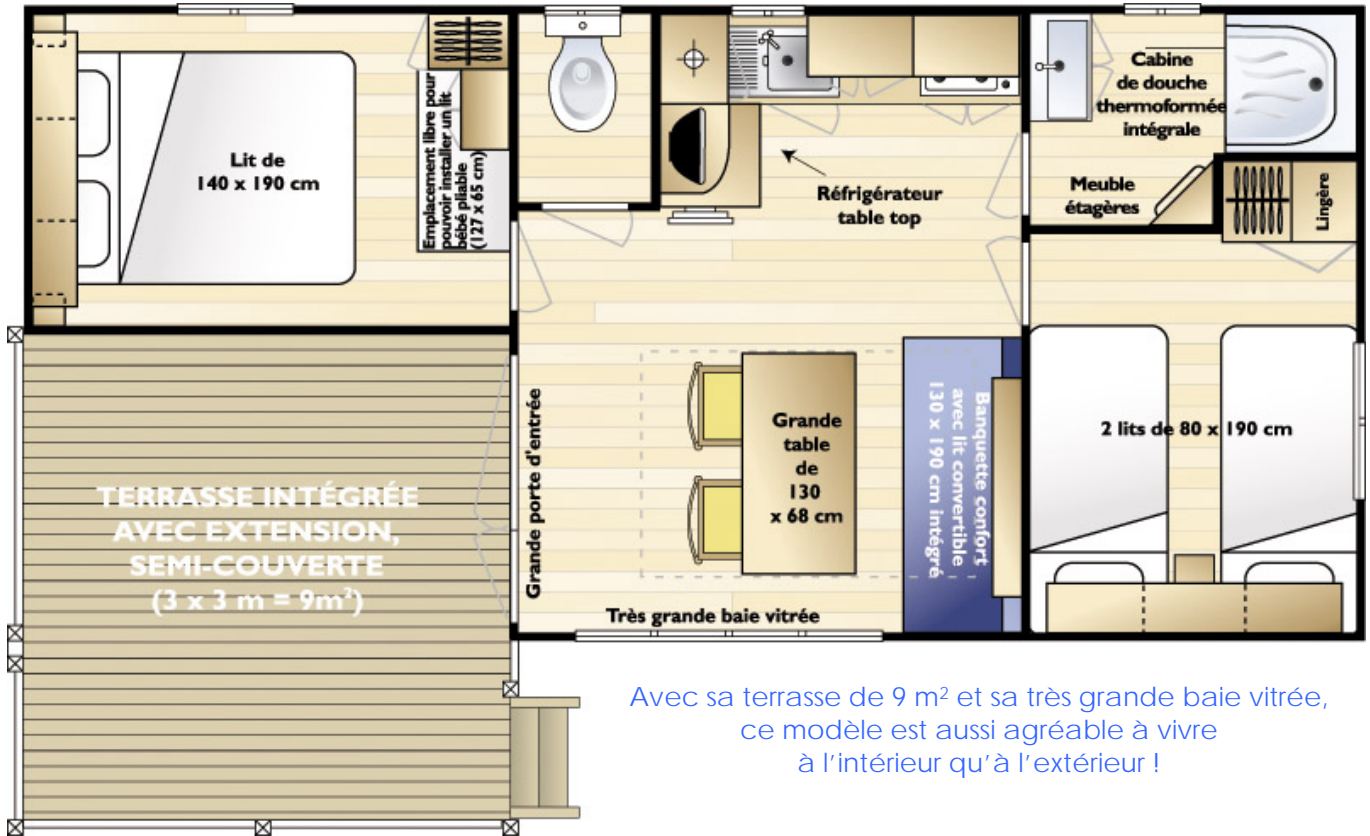 Lit de
140 x 190 cm
Emplacement libre pour
pouvoir installer un lit
bébé pliable
(127 x 65 cm)
Réfrigérateur
table top
Cabine
de douche
thermoformée
intégrale
Meuble
étagères
Lingère
TERRASSE INTÉGRÉE
AVEC EXTENSION,
SEMI-COUVERTE
(3 x 3 m = 9m²)
Grande porte d'entrée
Grande
table
de
130
x 68 cm
Banquette confort
avec lit convertible
130 x 190 cm intégré
2 lits de 80 x 190 cm
Très grande baie vitrée
Avec sa terrasse de 9 m² et sa très grande baie vitrée,
ce modèle est aussi agréable à vivre
à l'intérieur qu'à l'extérieur !